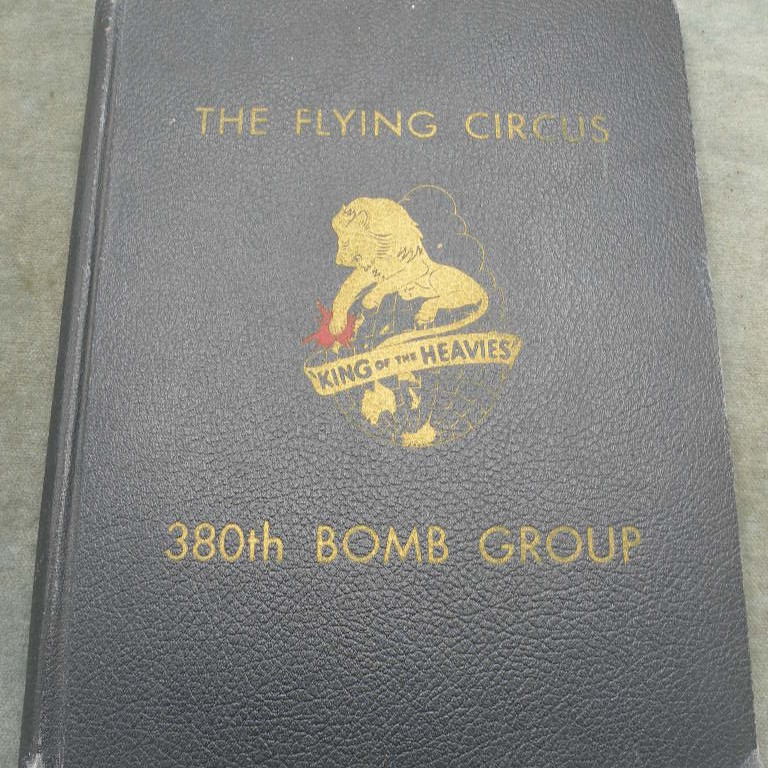 THE FLYING CIRCUS
KING OF THE HEAVIES
380th BOMB GROUP